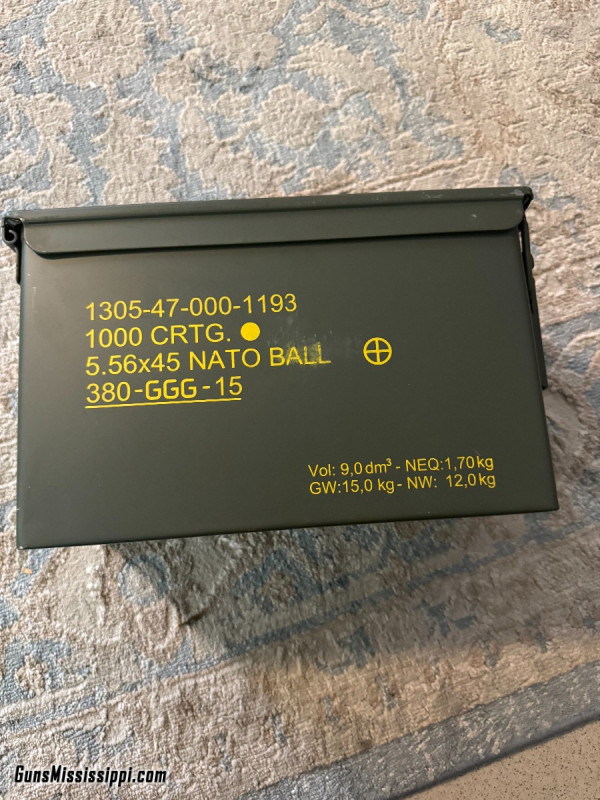 1305-47-000-1193
1000 CRTG.
5.56x45 NATO BALL
380-GGG-15
Vol: 9,0 dm³ - NEQ:1,70 kg
GW:15,0 kg - NW: 12,0 kg
GunsMississippi.com